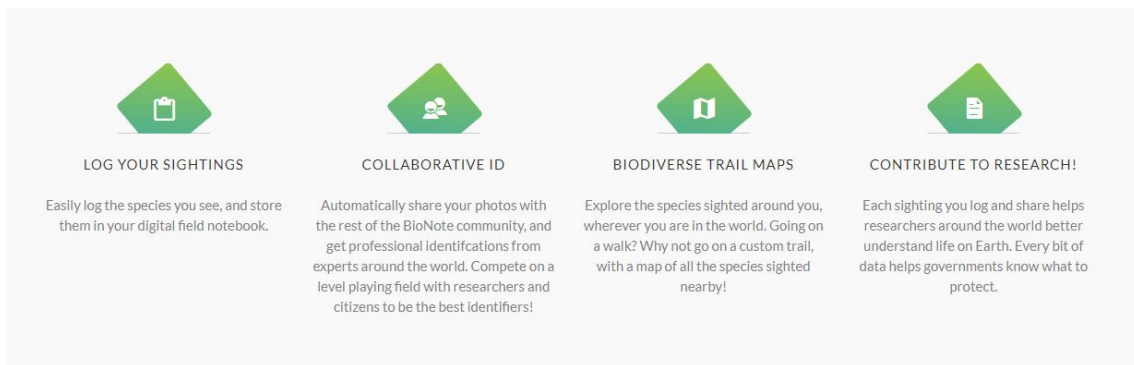 LOG YOUR SIGHTINGS
Easily log the species you see, and store
them in your digital field notebook.
COLLABORATIVE ID
Automatically share your photos with
the rest of the BioNote community, and
get professional identifcations from
experts around the world. Compete on a
level playing field with researchers and
citizens to be the best identifiers!
BIODIVERSE TRAIL MAPS
Explore the species sighted around you,
wherever you are in the world. Going on
a walk? Why not go on a custom trail,
with a map of all the species sighted
nearby!
CONTRIBUTE TO RESEARCH!
Each sighting you log and share helps
researchers around the world better
understand life on Earth. Every bit of
data helps governments know what to
protect.